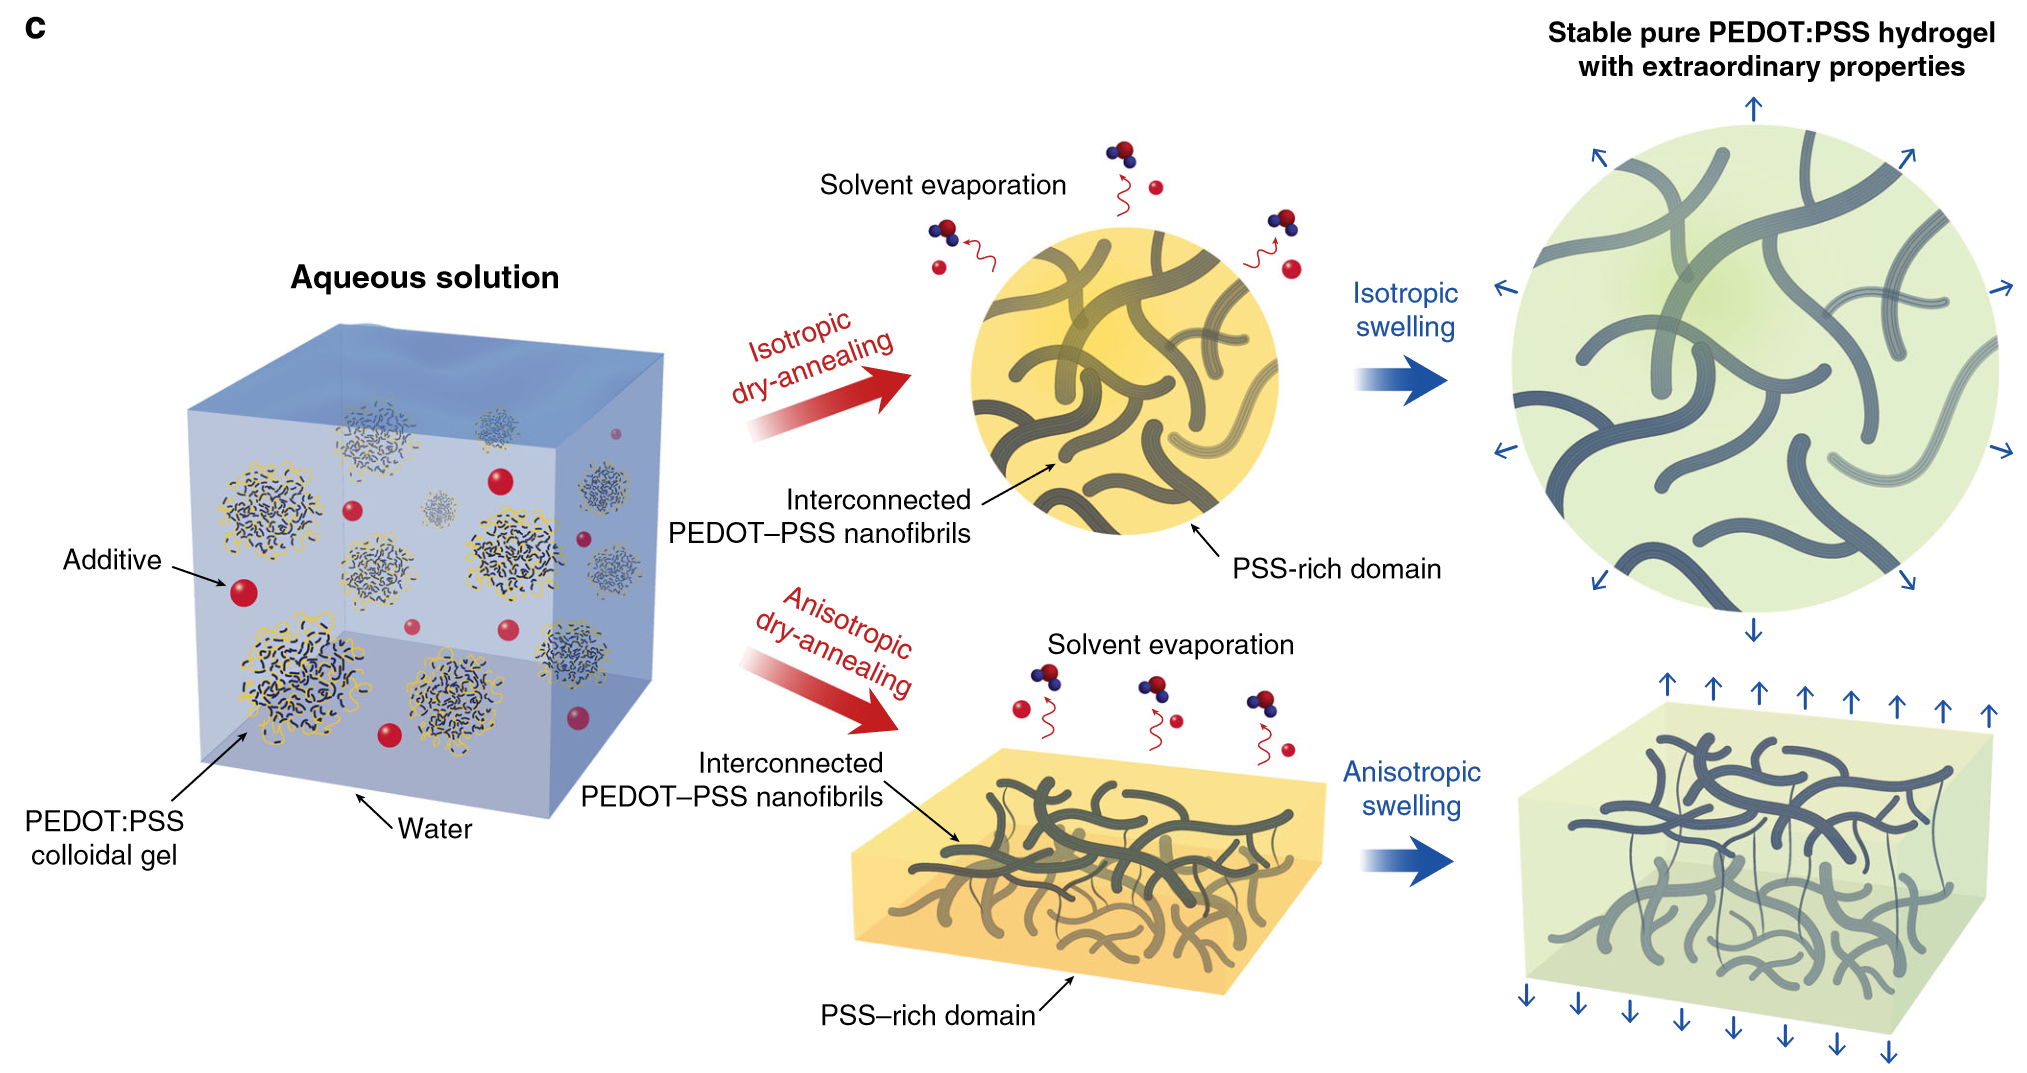 c
Stable pure PEDOT:PSS hydrogel
with extraordinary properties
Solvent evaporation
Aqueous solution
Isotropic
dry-annealing
Isotropic
swelling
Interconnected
PEDOT–PSS nanofibrils
PSS-rich domain
Additive
Anisotropic
dry-annealing
Solvent evaporation
Interconnected
PEDOT–PSS nanofibrils
Anisotropic
swelling
PEDOT:PSS
colloidal gel
Water
PSS–rich domain